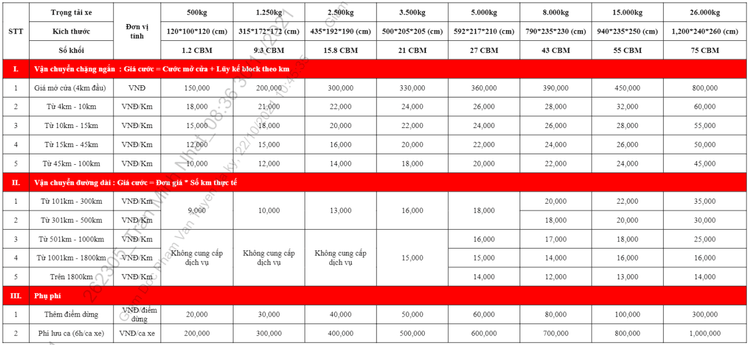 STT Trọng tải xe Đơn vị tính 500kg 1.250kg 2.500kg 3.500kg 5.000kg 8.000kg 15.000kg 26.000kg
Kích thước 120*100*120 (cm) 315*172*172 (cm) 435*192*190 (cm) 500*205*205 (cm) 592*217*210 (cm) 790*235*230 (cm) 940*235*250 (cm) 1,200*240*260 (cm)
Số khối 1.2 CBM 9.3 CBM 15.8 CBM 21 CBM 27 CBM 43 CBM 55 CBM 75 CBM
I. Vận chuyển chặng ngắn : Giá cước = Cước mở cửa + Lũy kế block theo km
1 Giá mở cửa (4km đầu) VNĐ 150,000 200,000 300,000 330,000 360,000 390,000 450,000 800,000
2 Từ 4km - 10km VNĐ/Km 18,000 21,000 22,000 24,000 26,000 28,000 32,000 60,000
3 Từ 10km - 15km VNĐ/Km 15,000 18,000 20,000 22,000 24,000 26,000 28,000 55,000
4 Từ 15km - 45km VNĐ/Km 12,000 15,000 16,000 20,000 22,000 24,000 26,000 50,000
5 Từ 45km - 100km VNĐ/Km 10,000 12,000 14,000 18,000 20,000 22,000 24,000 45,000
II. Vận chuyển đường dài : Giá cước = Đơn giá * Số km thực tế
1 Từ 101km - 300km VNĐ/Km 9,000 10,000 13,000 16,000 18,000 20,000 22,000 35,000
2 Từ 301km - 500km VNĐ/Km 18,000 20,000 30,000
3 Từ 501km - 1000km VNĐ/Km Không cung cấp dịch vụ Không cung cấp dịch vụ Không cung cấp dịch vụ 15,000 16,000 17,000 18,000 25,000
4 Từ 1001km - 1800km VNĐ/Km 15,000 14,000 16,000 16,000
5 Trên 1800km VNĐ/Km 14,000 12,000 13,000 14,000
III. Phụ phí
1 Thêm điểm dừng VNĐ/điểm dừng 20,000 30,000 40,000 50,000 60,000 80,000 100,000 300,000
2 Phí lưu ca (6h/ca xe) VNĐ/ca xe 200,000 300,000 400,000 500,000 600,000 700,000 800,000 1,000,000